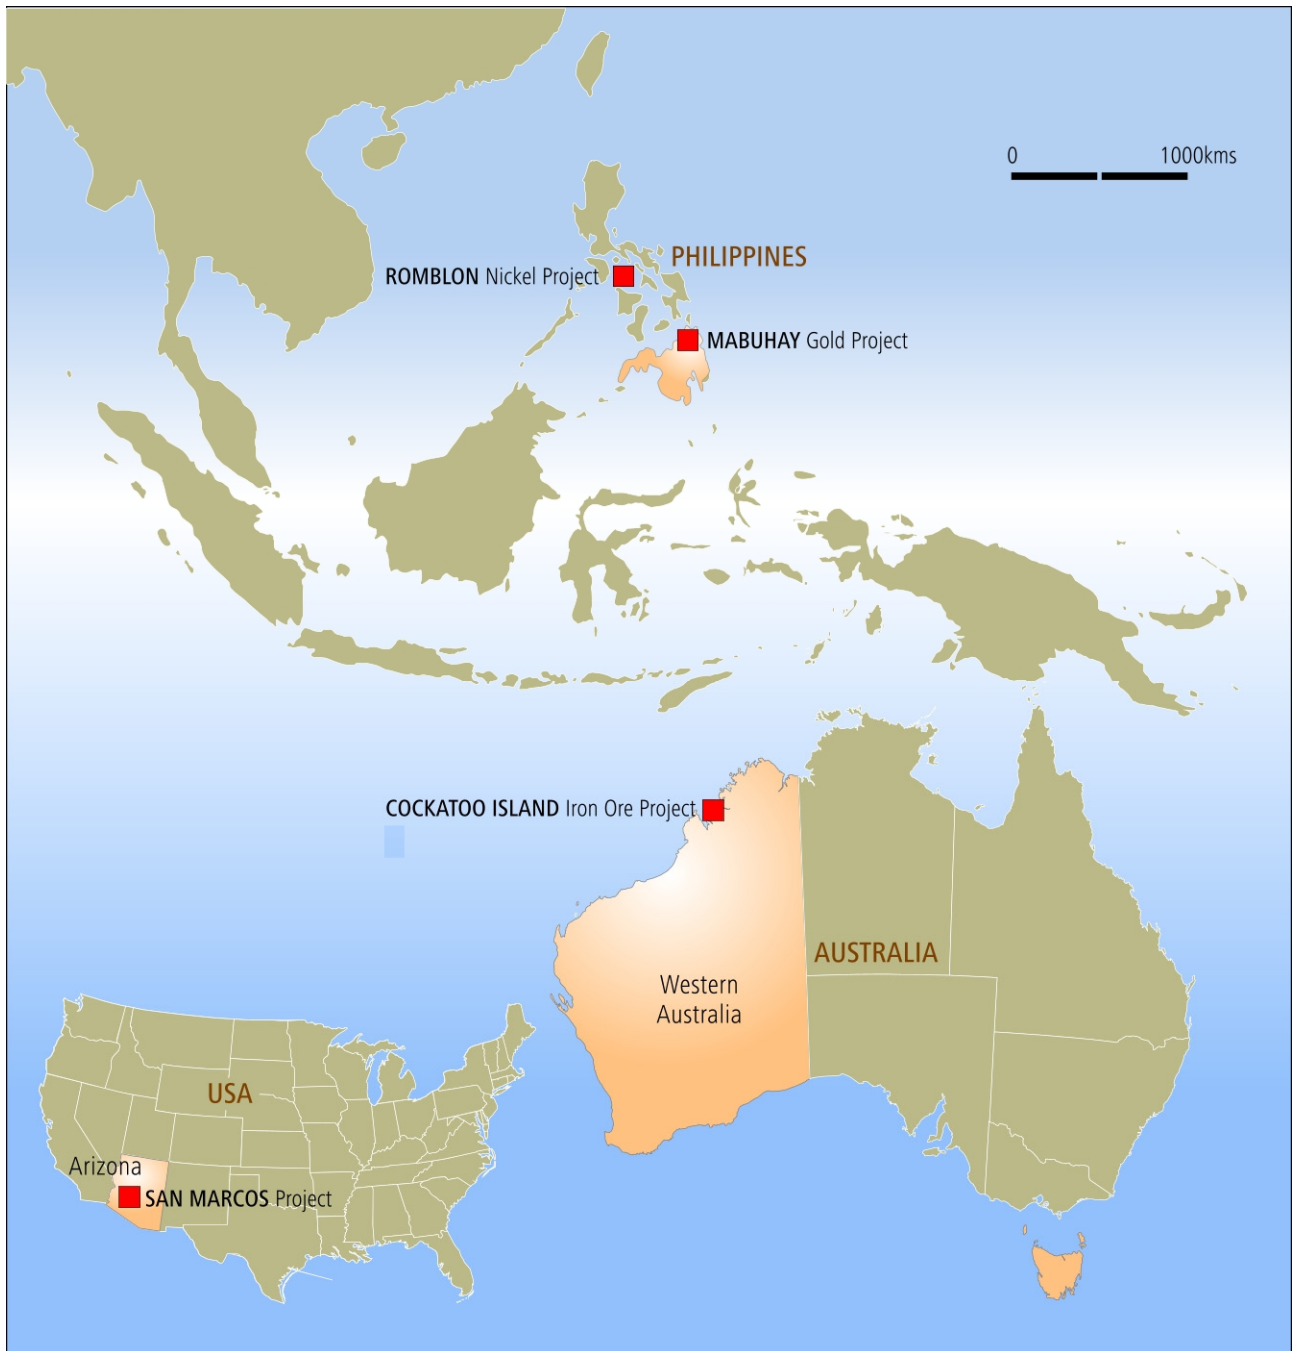 0 1000kms
PHILIPPINES
ROMBLON Nickel Project
MABUHAY Gold Project
COCKATOO ISLAND Iron Ore Project
AUSTRALIA
Western
Australia
USA
Arizona
SAN MARCOS Project